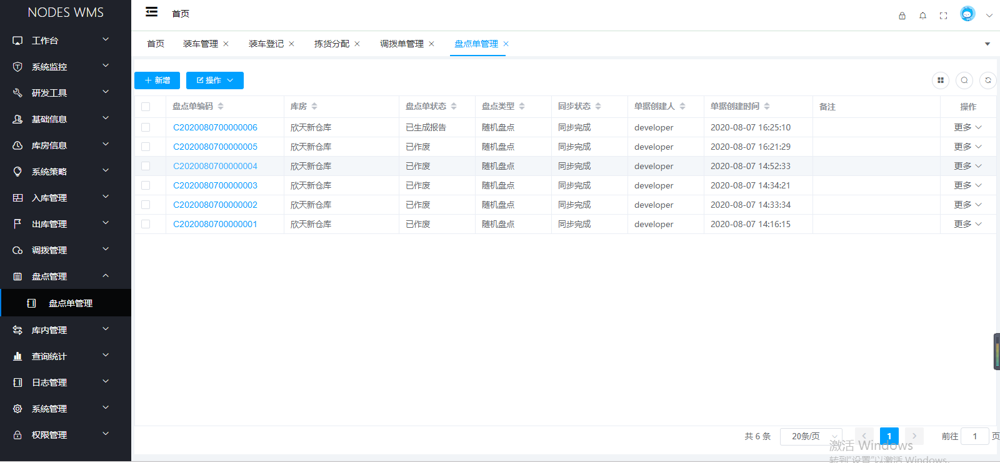 NODES WMS
首页
工作台
系统监控
研发工具
基础信息
库房信息
系统策略
入库管理
出库管理
调拨管理
盘点管理
盘点单管理
库内管理
查询统计
日志管理
系统管理
权限管理
首页 装车管理 装车登记 拣货分配 调拨单管理 盘点单管理
新增 操作
盘点单编码 库房 盘点单状态 盘点类型 同步状态 单据创建人 单据创建时间 备注 操作
C2020080700000006 欣天新仓库 已生成报告 随机盘点 同步完成 developer 2020-08-07 16:25:10 更多
C2020080700000005 欣天新仓库 已作废 随机盘点 同步完成 developer 2020-08-07 16:21:29 更多
C2020080700000004 欣天新仓库 已作废 随机盘点 同步完成 developer 2020-08-07 14:52:33 更多
C2020080700000003 欣天新仓库 已作废 随机盘点 同步完成 developer 2020-08-07 14:34:21 更多
C2020080700000002 欣天新仓库 已作废 随机盘点 同步完成 developer 2020-08-07 14:33:34 更多
C2020080700000001 欣天新仓库 已作废 随机盘点 同步完成 developer 2020-08-07 14:16:15 更多
共 6 条 20条/页 1 前往 1 页
激活 Windows
转到"设置"以激活 Windows。